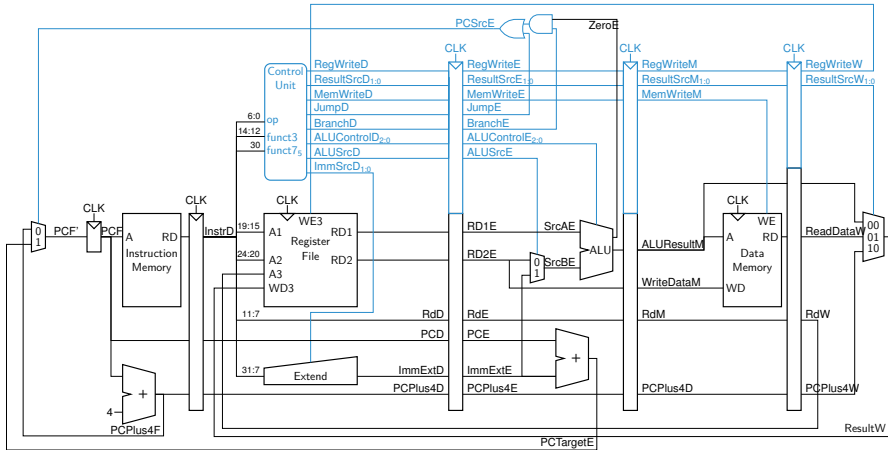 PCSrcE
ZeroE
CLK
CLK
CLK
Control
Unit
RegWriteD
RegWriteE
RegWriteM
RegWriteW
ResultSrcD1:0
ResultSrcE1:0
ResultSrcM1:0
ResultSrcW1:0
MemWriteD
MemWriteE
MemWriteM
JumpD
JumpE
6:0
op
BranchD
BranchE
14:12
funct3
ALUControlD2:0
ALUControlE2:0
30
funct75
ALUSrcD
ALUSrcE
ImmSrcD1:0
CLK
CLK
CLK
CLK
0
1
PCF'
PCF
A
RD
Instruction
Memory
InstrD
19:15
A1
WE3
RD1
Register
File
24:20
A2
RD2
A3
WD3
RD1E
SrcAE
RD2E
0
1
SrcBE
ALU
ALUResultM
A
WE
RD
Data
Memory
WD
ReadDataW
00
01
10
WriteDataM
11:7
RdD
RdE
RdM
RdW
PCD
PCE
+
31:7
Extend
ImmExtD
ImmExtE
+
4
PCPlus4D
PCPlus4E
PCPlus4D
PCPlus4W
PCPlus4F
PCTargetE
ResultW